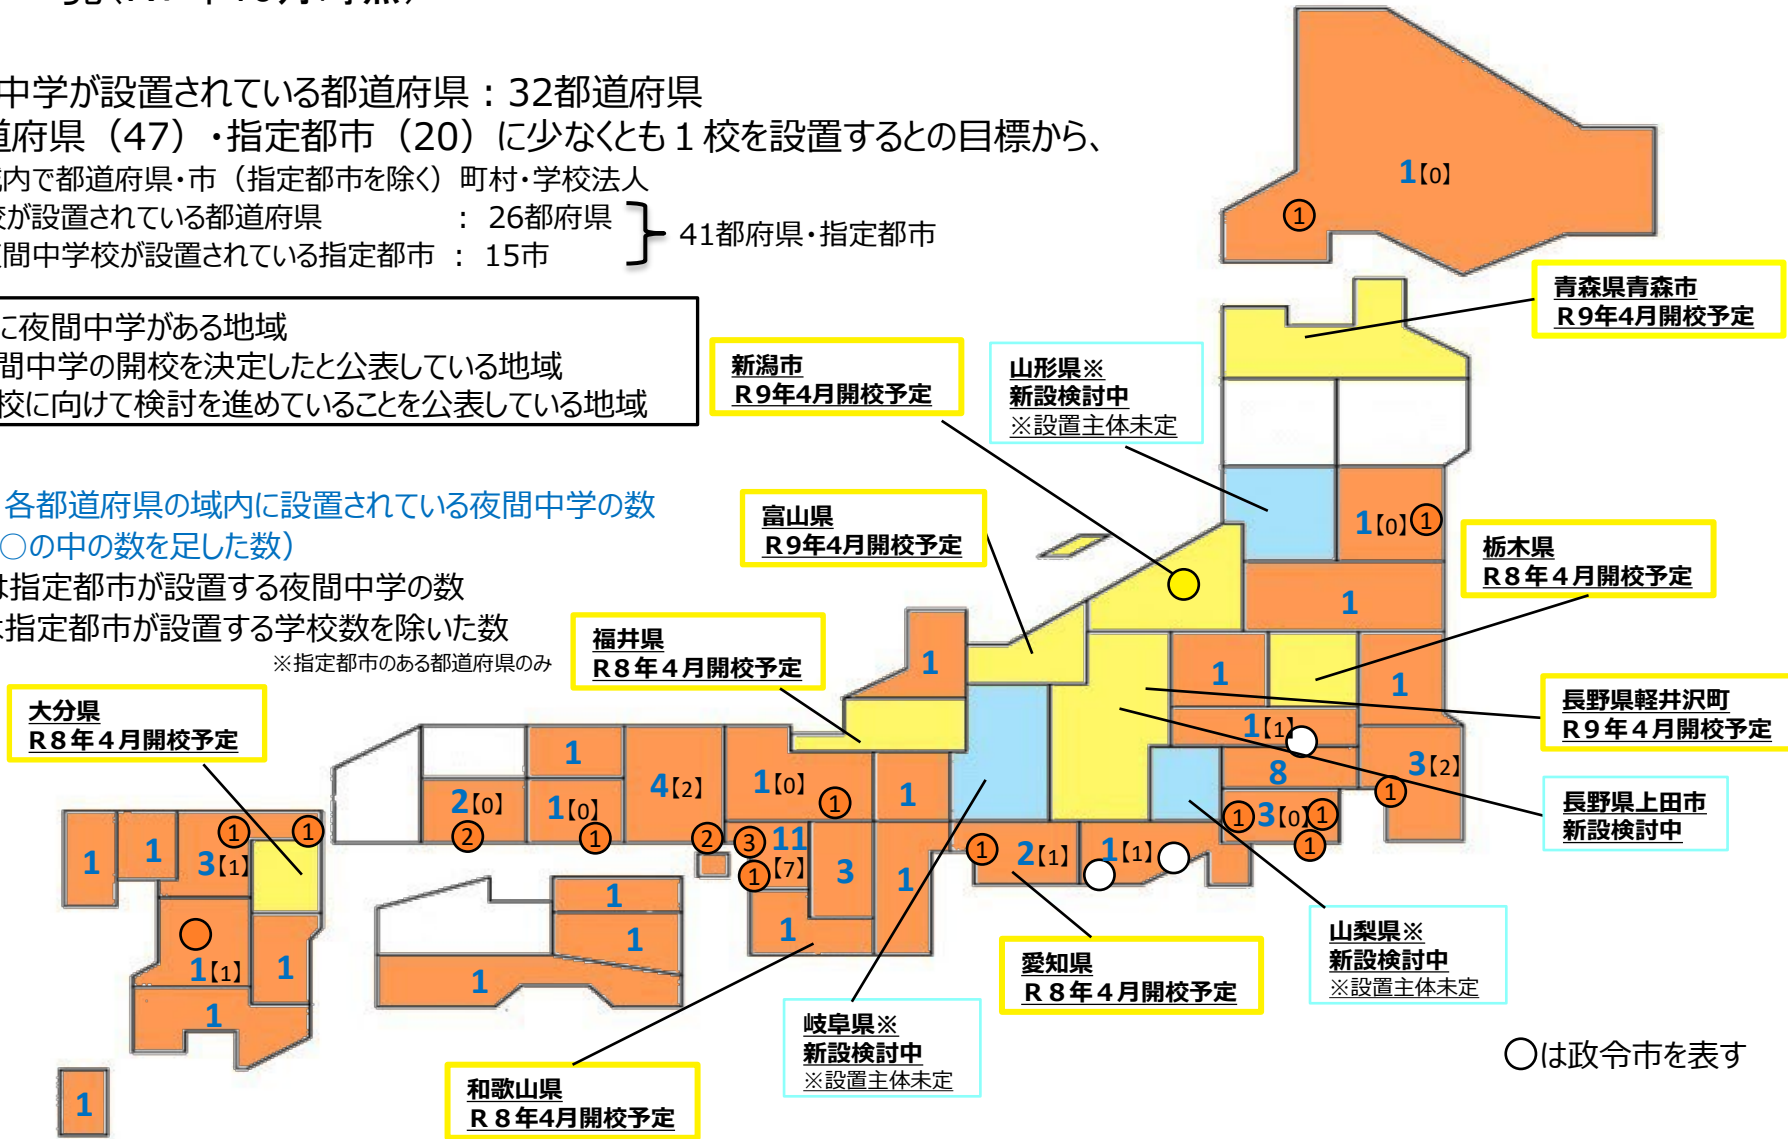 中学が設置されている都道府県：32都道府県
道府県（47）・指定都市（20）に少なくとも１校を設置するとの目標から、
域内で都道府県・市（指定都市を除く）町村・学校法人
校が設置されている都道府県　：26都府県
夜間中学校が設置されている指定都市：15市
41都府県・指定都市
に夜間中学がある地域
間中学の開校を決定したと公表している地域
校に向けて検討を進めていることを公表している地域
各都道府県の域内に設置されている夜間中学の数
○の中の数を足した数）
は指定都市が設置する夜間中学の数
は指定都市が設置する学校数を除いた数
※指定都市のある都道府県のみ
1【0】
①
青森県青森市
R9年4月開校予定
新潟市
R9年4月開校予定
山形県※
新設検討中
※設置主体未定
富山県
R9年4月開校予定
1【0】①
栃木県
R8年４月開校予定
1
福井県
R8年４月開校予定
1
1
1
大分県
R8年４月開校予定
長野県軽井沢町
R9年４月開校予定
1【1】
1
4【2】
②
1【0】
①
1
8
3【2】
①
2【0】
②
1【0】
①
長野県上田市
新設検討中
①3【0】①
①
①
①
1
1
3【1】
③11
①【7】
3
1
①
2【1】
1【1】
1
1
1
1【1】
1
1
1
山梨県※
新設検討中
※設置主体未定
愛知県
R８年４月開校予定
岐阜県※
新設検討中
※設置主体未定
和歌山県
R８年4月開校予定
1
○は政令市を表す